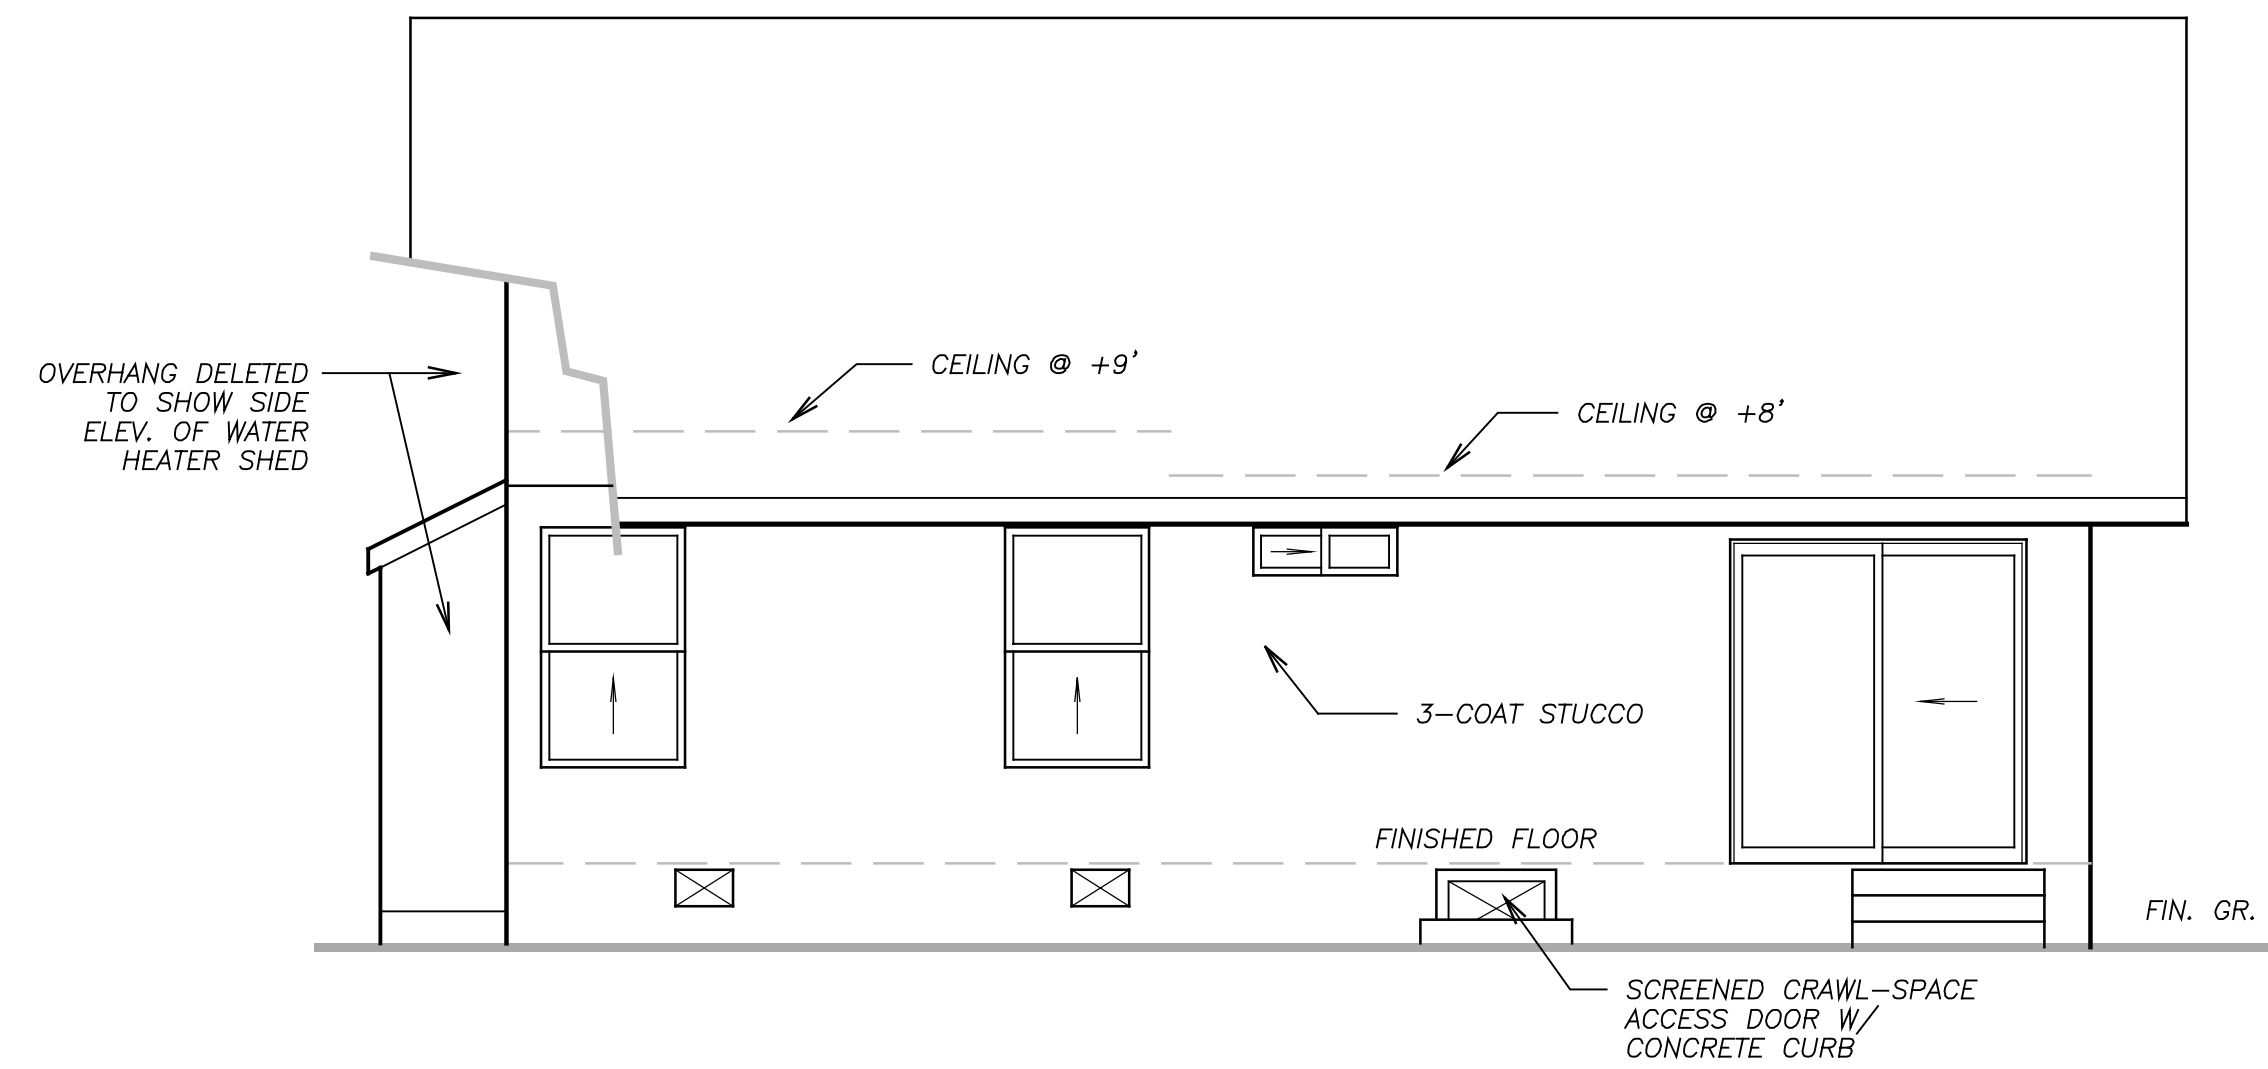 CEILING @ +9'
OVERHANG DELETED
TO SHOW SIDE
ELEV. OF WATER
HEATER SHED
CEILING @ +8'
3-COAT STUCCO
FINISHED FLOOR
FIN. GR.
SCREENED CRAWL-SPACE
ACCESS DOOR W/
CONCRETE CURB